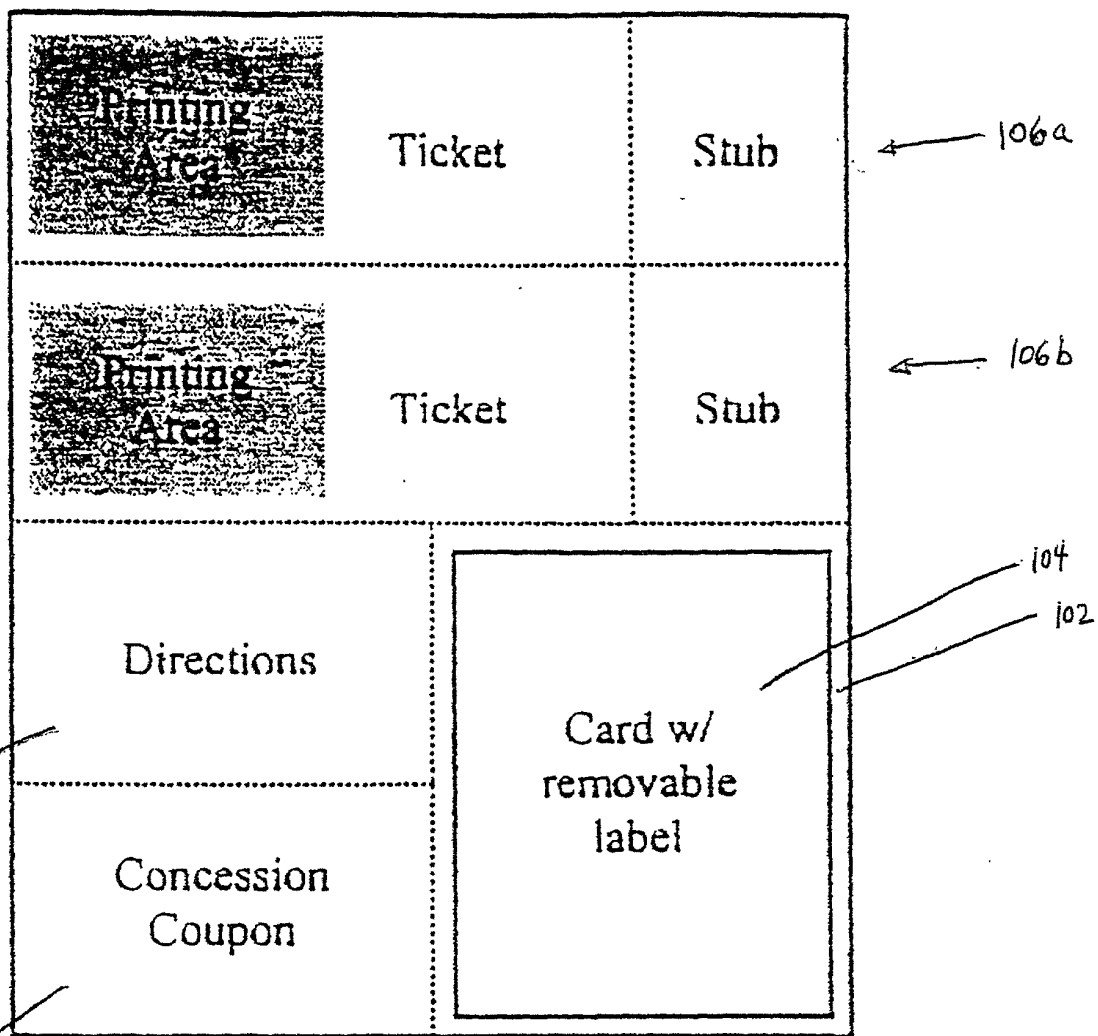 Printing
Area
Ticket
Stub
106a
Printing
Area
Ticket
Stub
106b
104
102
Directions
Card w/
removable
label
Concession
Coupon